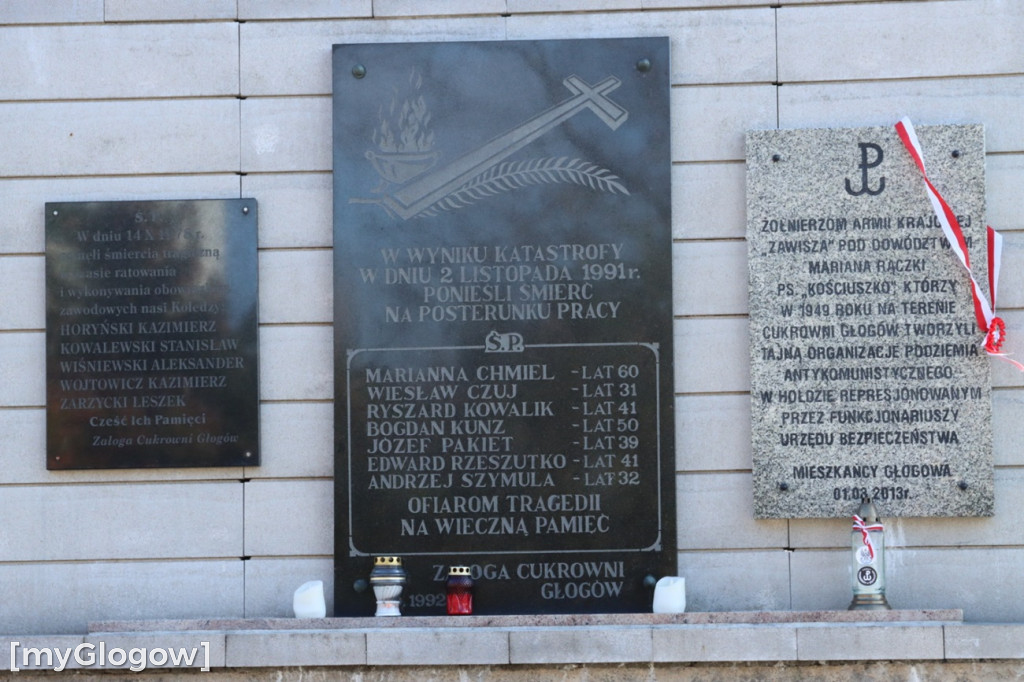 Ś. P.
W dniu 14 X
śmiercią
czasie ratowania
i wykonywania
zawodowych nasi Koledzy:
HORYŃSKI KAZIMIERZ
KOWALEWSKI STANISŁAW
WIŚNIEWSKI ALEKSANDER
WOJTOWICZ KAZIMIERZ
ZARZYCKI LESZEK
Cześć Ich Pamięci
Załoga Cukrowni Głogów
W WYNIKU KATASTROFY
W DNIU 2 LISTOPADA 1991r.
PONIEŚLI ŚMIERĆ
NA POSTERUNKU PRACY
Ś.P.
MARIANNA CHMIEL - LAT 60
WIESŁAW CZUJ - LAT 31
RYSZARD KOWALIK - LAT 41
BOGDAN KUNZ - LAT 50
JÓZEF PAKIET - LAT 39
EDWARD RZESZUTKO - LAT 41
ANDRZEJ SZYMULA - LAT 32
OFIAROM TRAGEDII
NA WIECZNĄ PAMIĘĆ
ZAŁOGA CUKROWNI
GŁOGÓW
1992
ŻOŁNIERZOM ARMII KRAJOWEJ
„ZAWISZA" POD DOWÓDZTWEM
MARIANA RĄCZKI
PS. „KOŚCIUSZKO", KTÓRZY
W 1949 ROKU NA TERENIE
CUKROWNI GŁOGÓW TWORZYLI
TAJNĄ ORGANIZACJĘ PODZIEMIA
ANTYKOMUNISTYCZNEGO.
W HOŁDZIE REPRESJONOWANYM
PRZEZ FUNKCJONARIUSZY
URZĘDU BEZPIECZEŃSTWA
MIESZKAŃCY GŁOGOWA
01.03.2013r.
[myGlogow]